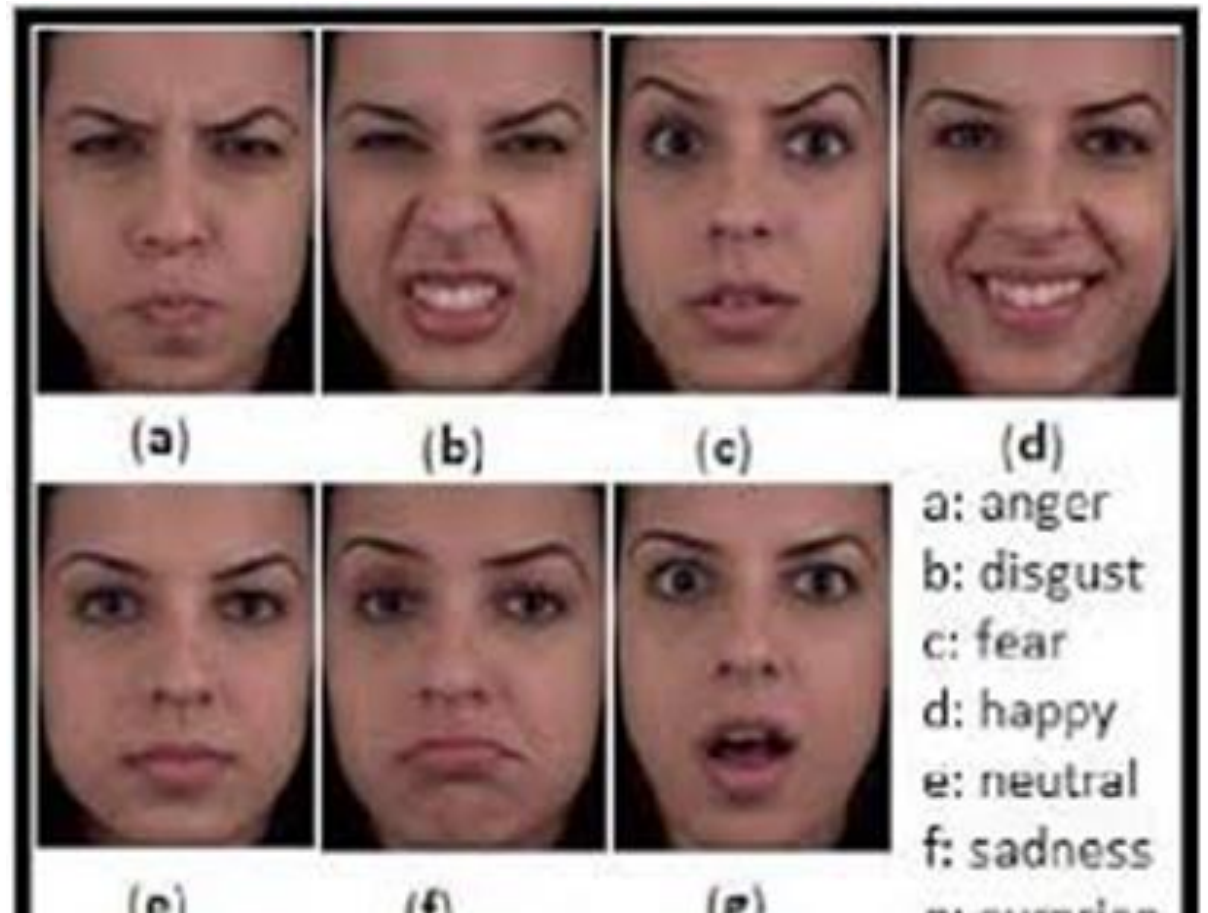 (a) (b) (c) (d)
a: anger
b: disgust
c: fear
d: happy
e: neutral
f: sadness
(e) (f) (g)